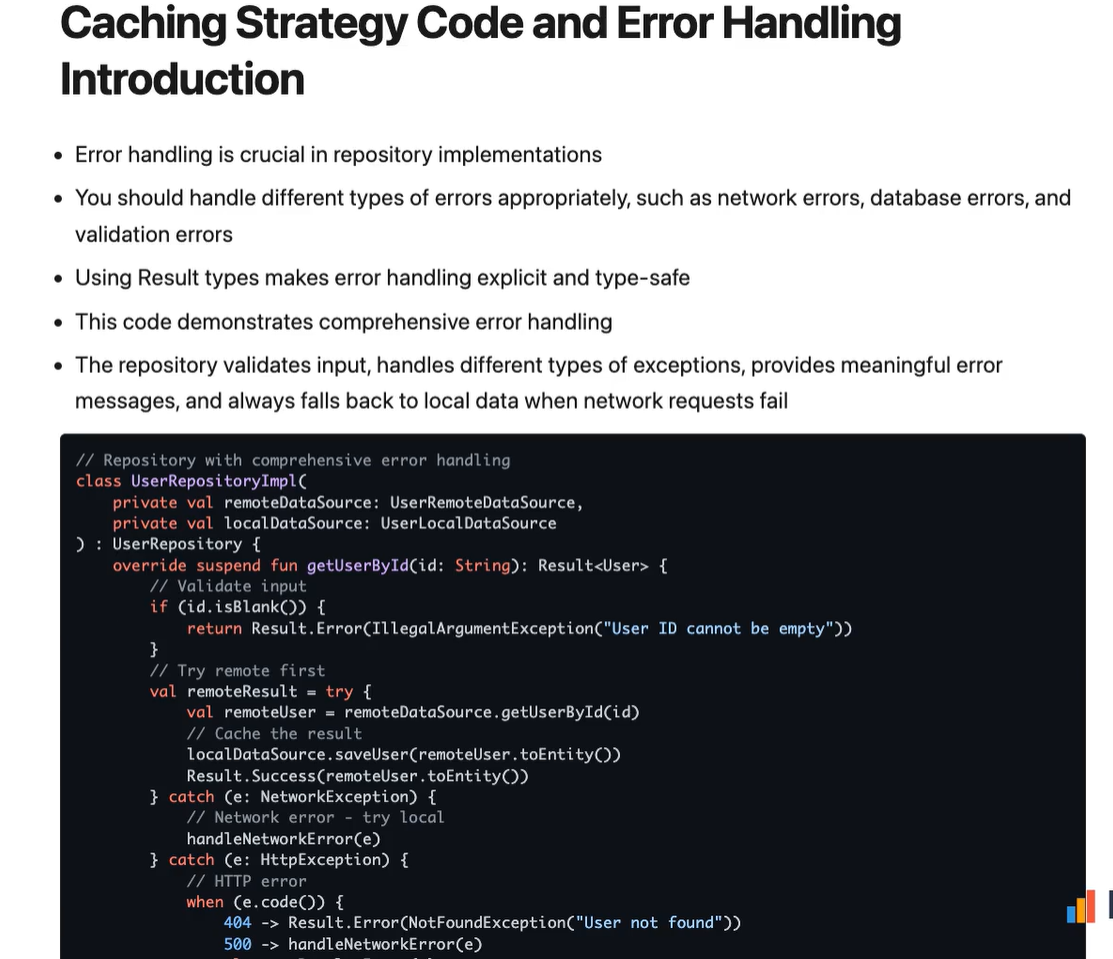 Caching Strategy Code and Error Handling
Introduction
• Error handling is crucial in repository implementations
• You should handle different types of errors appropriately, such as network errors, database errors, and
validation errors
• Using Result types makes error handling explicit and type-safe
• This code demonstrates comprehensive error handling
• The repository validates input, handles different types of exceptions, provides meaningful error
messages, and always falls back to local data when network requests fail
// Repository with comprehensive error handling
class UserRepositoryImpl(
    private val remoteDataSource: UserRemoteDataSource,
    private val localDataSource: UserLocalDataSource
) : UserRepository {
    override suspend fun getUserById(id: String): Result<User> {
        // Validate input
        if (id.isBlank()) {
            return Result.Error(IllegalArgumentException("User ID cannot be empty"))
        }
        // Try remote first
        val remoteResult = try {
            val remoteUser = remoteDataSource.getUserById(id)
            // Cache the result
            localDataSource.saveUser(remoteUser.toEntity())
            Result.Success(remoteUser.toEntity())
        } catch (e: NetworkException) {
            // Network error - try local
            handleNetworkError(e)
        } catch (e: HttpException) {
            // HTTP error
            when (e.code()) {
                404 -> Result.Error(NotFoundException("User not found"))
                500 -> handleNetworkError(e)